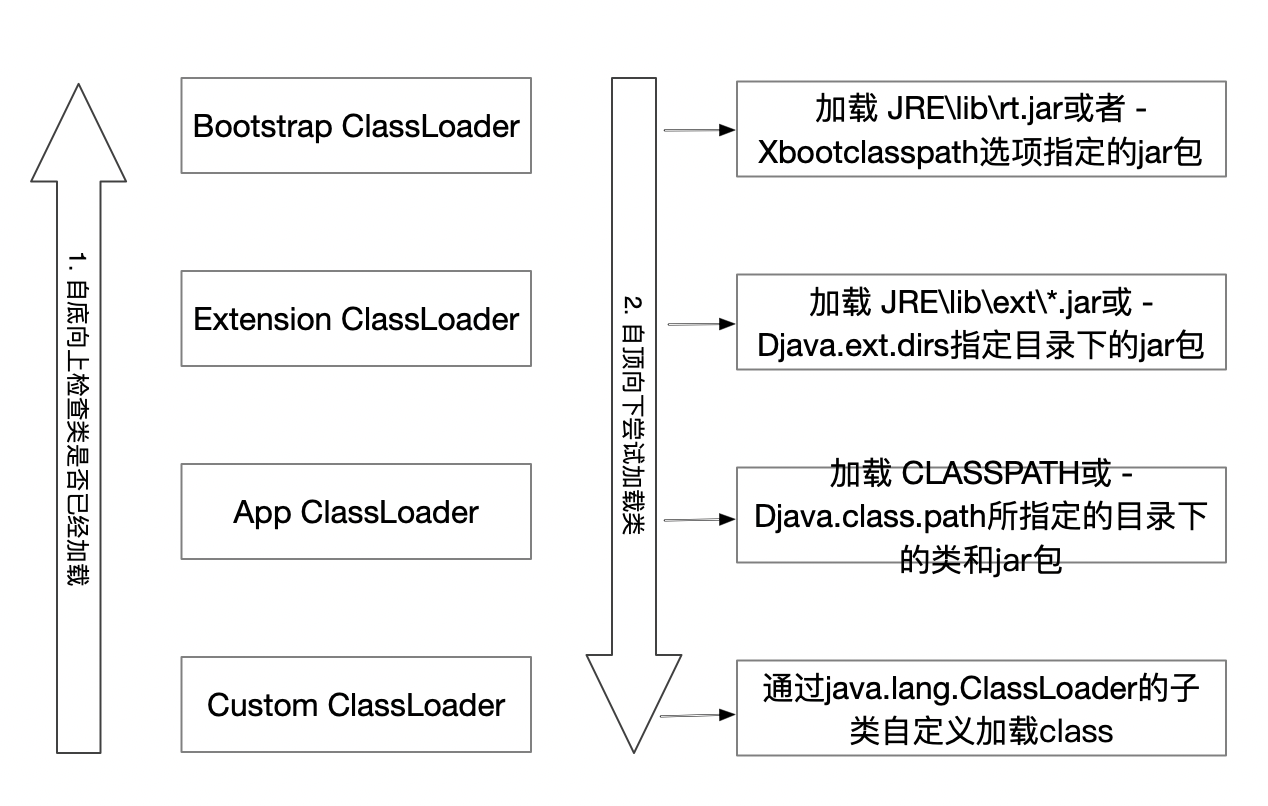 Bootstrap ClassLoader
加载 JRE\lib\rt.jar或者 -
Xbootclasspath选项指定的jar包
1. 自底向上检查类是否已经加载
2. 自顶向下尝试加载类
Extension ClassLoader
加载 JRE\lib\ext\*.jar或 -
Djava.ext.dirs指定目录下的jar包
App ClassLoader
加载 CLASSPATH或 -
Djava.class.path所指定的目录下
的类和jar包
Custom ClassLoader
通过java.lang.ClassLoader的子
类自定义加载class